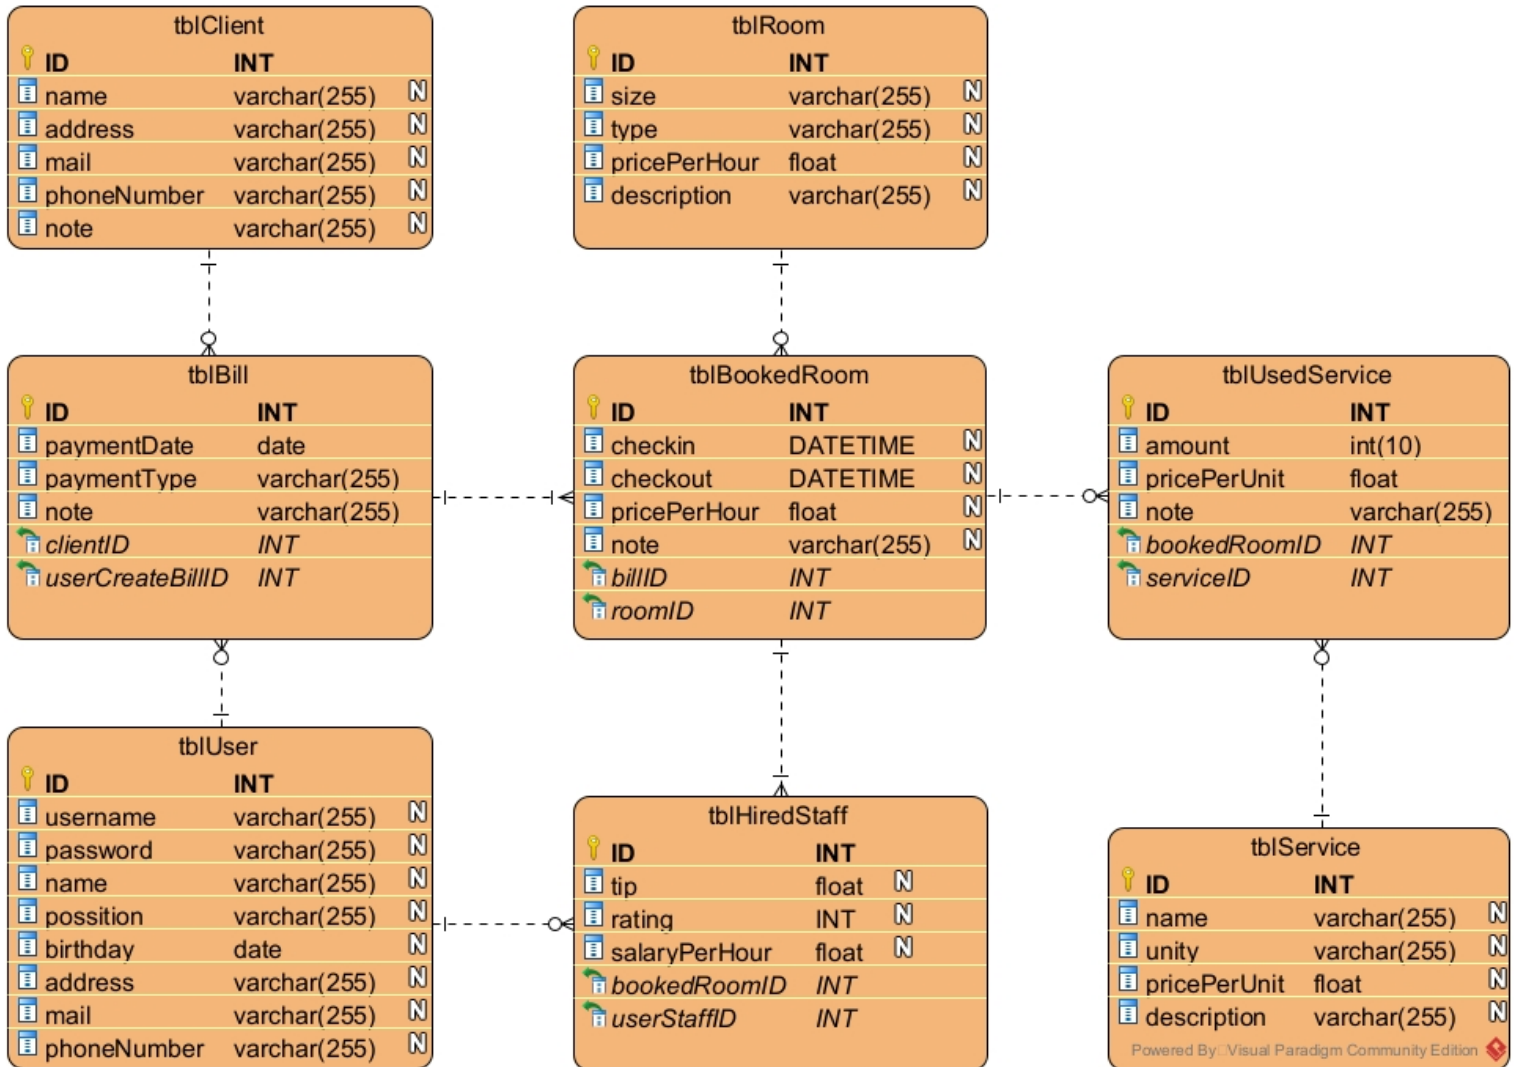 tblClient
ID INT
name varchar(255) N
address varchar(255) N
mail varchar(255) N
phoneNumber varchar(255) N
note varchar(255) N
tblRoom
ID INT
size varchar(255) N
type varchar(255) N
pricePerHour float N
description varchar(255) N
tblBill
ID INT
paymentDate date
paymentType varchar(255)
note varchar(255)
clientID INT
userCreateBillID INT
tblBookedRoom
ID INT
checkin DATETIME N
checkout DATETIME N
pricePerHour float N
note varchar(255) N
billID INT
roomID INT
tblUsedService
ID INT
amount int(10)
pricePerUnit float
note varchar(255)
bookedRoomID INT
serviceID INT
tblUser
ID INT
username varchar(255) N
password varchar(255) N
name varchar(255) N
possition varchar(255) N
birthday date N
address varchar(255) N
mail varchar(255) N
phoneNumber varchar(255) N
tblHiredStaff
ID INT
tip float N
rating INT N
salaryPerHour float N
bookedRoomID INT
userStaffID INT
tblService
ID INT
name varchar(255) N
unity varchar(255) N
pricePerUnit float N
description varchar(255) N
Powered By Visual Paradigm Community Edition